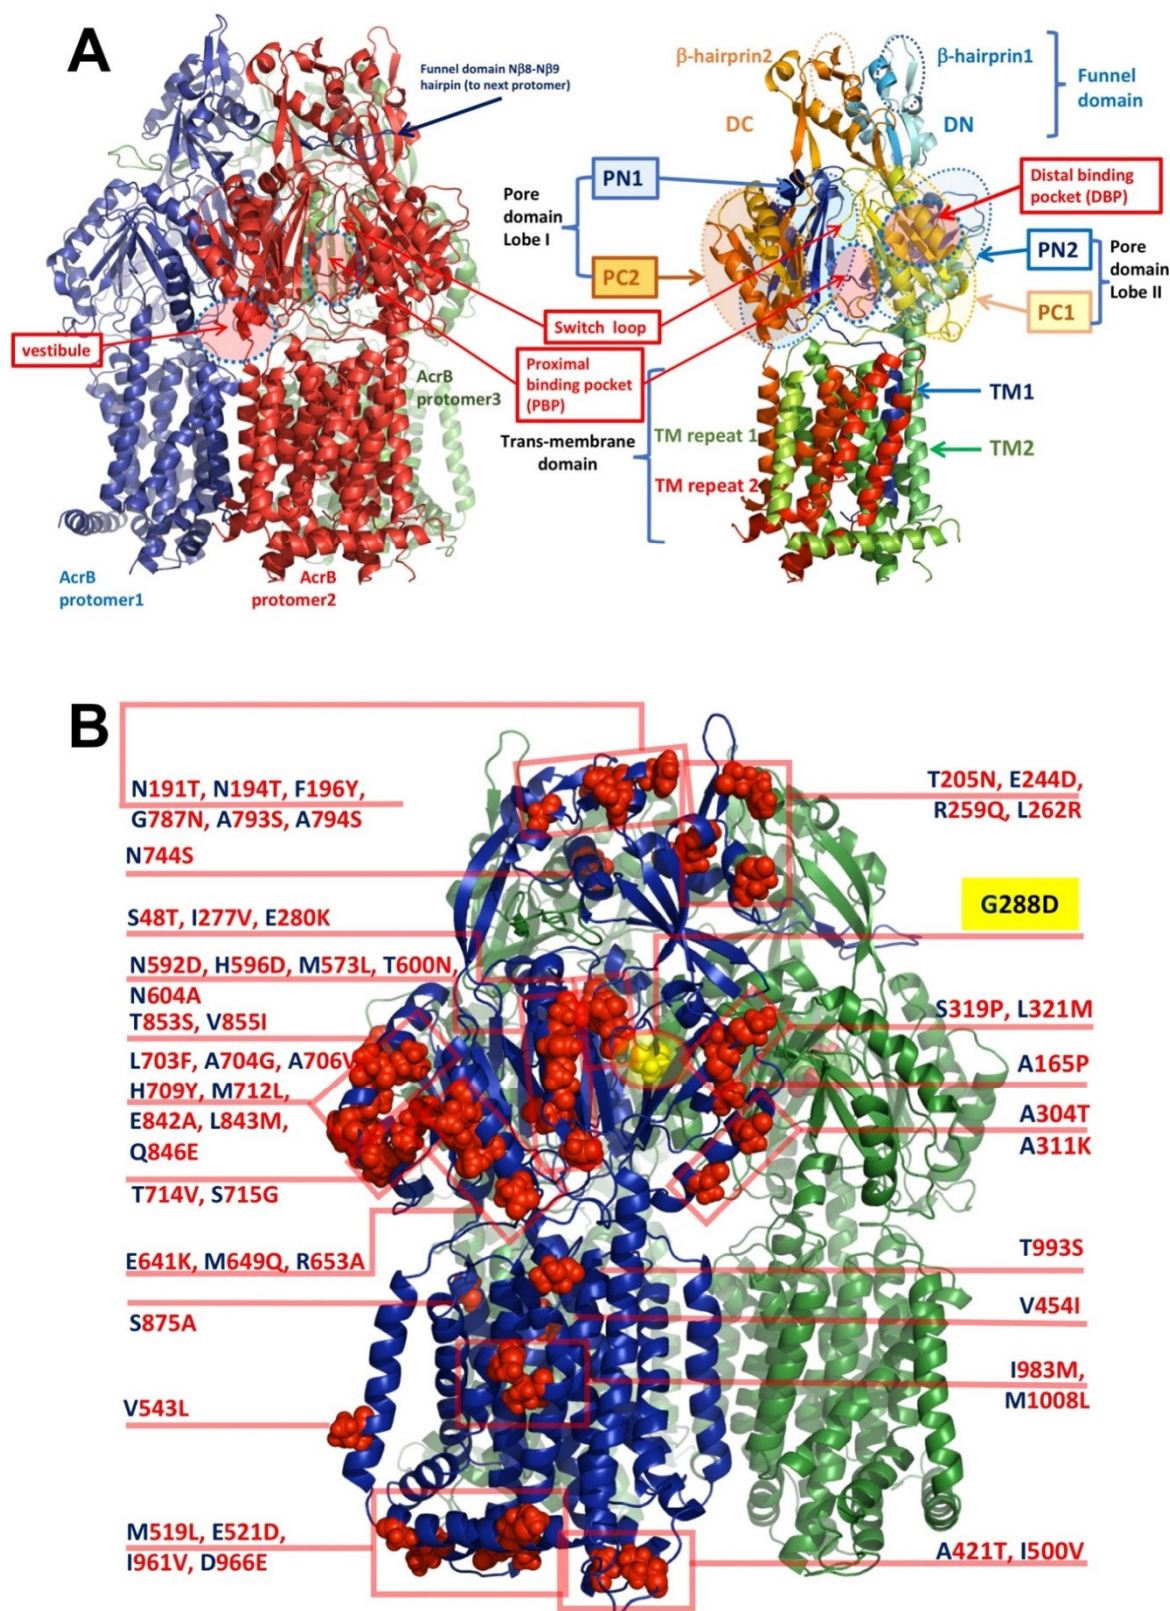 A
Funnel domain Nβ8-Nβ9
hairpin (to next protomer)
vestibule
AcrB
protomer1
AcrB
protomer2
AcrB
protomer3
β-hairprin2
β-hairprin1
Funnel
domain
DC
DN
PN1
Pore
domain
Lobe I
PC2
Distal binding
pocket (DBP)
PN2
Pore
domain
Lobe II
PC1
Switch loop
Proximal
binding pocket
(PBP)
Trans-membrane
domain
TM repeat 1
TM repeat 2
TM1
TM2
B
N191T, N194T, F196Y,
G787N, A793S, A794S
N744S
S48T, I277V, E280K
N592D, H596D, M573L, T600N,
N604A
T853S, V855I
L703F, A704G, A706V
H709Y, M712L,
E842A, L843M,
Q846E
T714V, S715G
E641K, M649Q, R653A
S875A
V543L
M519L, E521D,
I961V, D966E
T205N, E244D,
R259Q, L262R
G288D
S319P, L321M
A165P
A304T
A311K
T993S
V454I
I983M,
M1008L
A421T, I500V